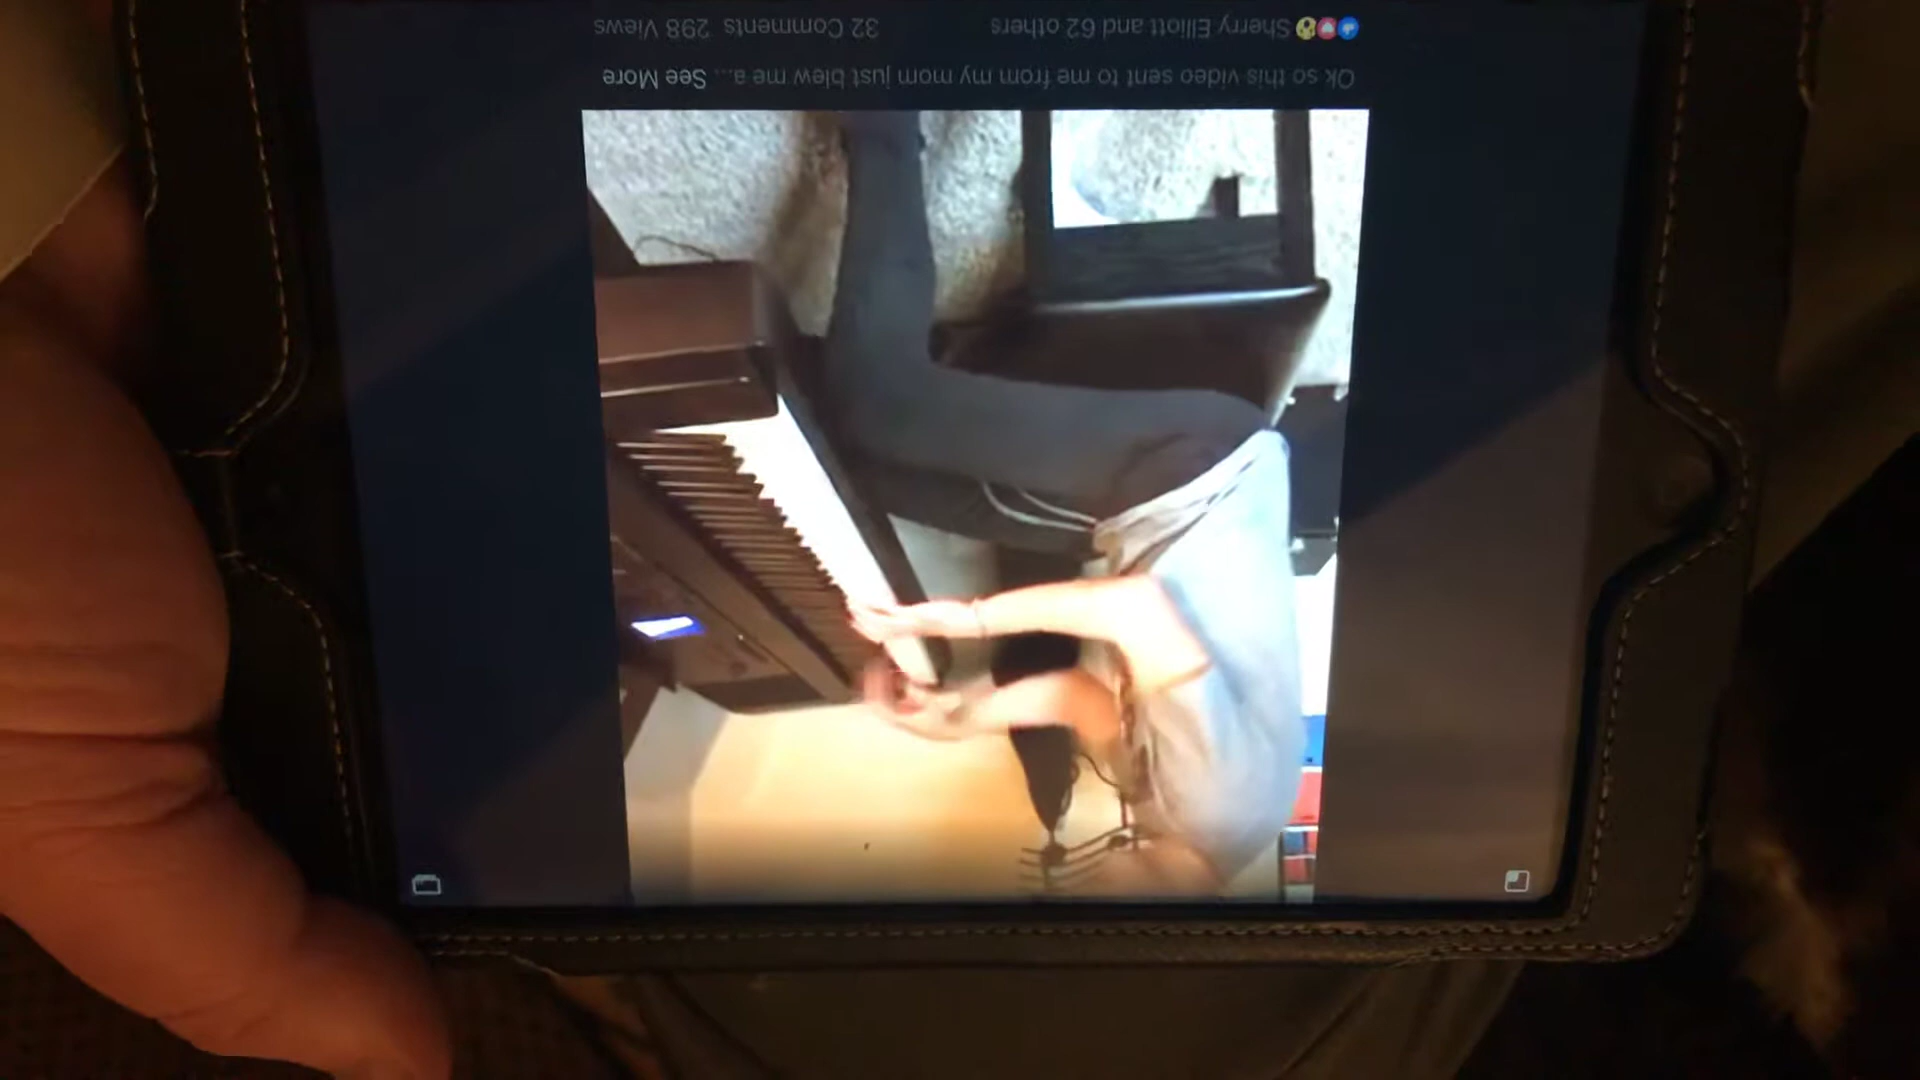 Ok so this video sent to me from my mom just blew me a... See More
Sherry Elliott and 62 others 32 Comments 298 Views